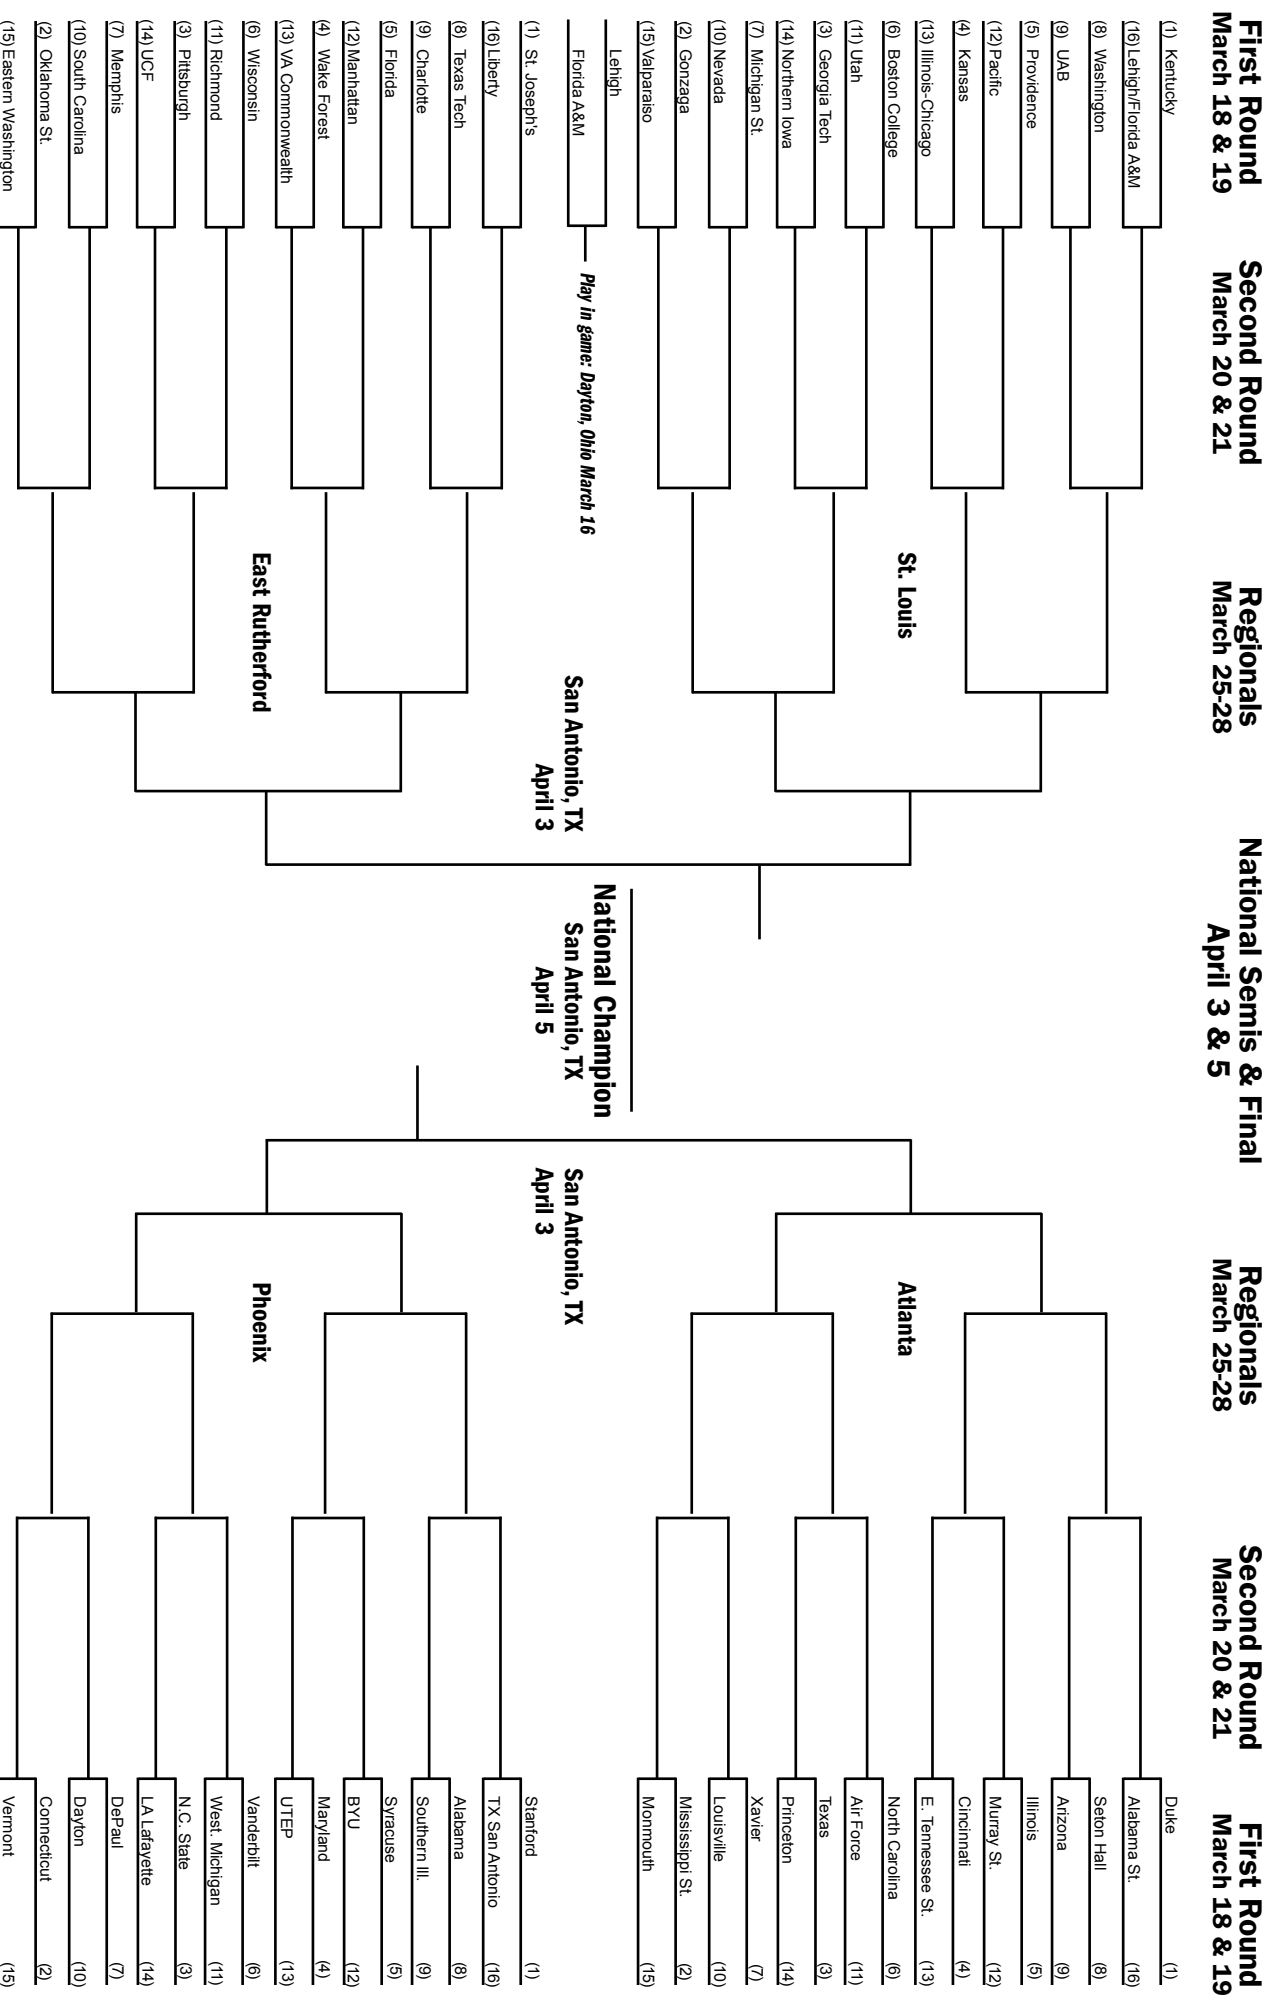 First Round
March 18 & 19
Second Round
March 20 & 21
Regionals
March 25-28
National Semis & Final
April 3 & 5
Regionals
March 25-28
Second Round
March 20 & 21
First Round
March 18 & 19
(1) Kentucky
(16) Lehigh/Florida A&M
(8) Washington
(9) UAB
(5) Providence
(12) Pacific
(4) Kansas
(13) Illinois-Chicago
(6) Boston College
(11) Utah
(3) Georgia Tech
(14) Northern Iowa
(7) Michigan St.
(10) Nevada
(2) Gonzaga
(15) Valparaiso
St. Louis
Lehigh
Florida A&M
Play in game: Dayton, Ohio March 16
(1) St. Joseph's
(16) Liberty
(8) Texas Tech
(9) Charlotte
(5) Florida
(12) Manhattan
(4) Wake Forest
(13) VA Commonwealth
(6) Wisconsin
(11) Richmond
(3) Pittsburgh
(14) UCF
(7) Memphis
(10) South Carolina
(2) Oklahoma St.
(15) Eastern Washington
East Rutherford
San Antonio, TX
April 3
National Champion
San Antonio, TX
April 5
San Antonio, TX
April 3
Atlanta
Duke (1)
Alabama St. (16)
Seton Hall (8)
Arizona (9)
Illinois (5)
Murray St. (12)
Cincinnati (4)
E. Tennessee St. (13)
North Carolina (6)
Air Force (11)
Texas (3)
Princeton (14)
Xavier (7)
Louisville (10)
Mississippi St. (2)
Monmouth (15)
Phoenix
Stanford (1)
TX San Antonio (16)
Alabama (8)
Southern Ill. (9)
Syracuse (5)
BYU (12)
Maryland (4)
UTEP (13)
Vanderbilt (6)
West. Michigan (11)
N.C. State (3)
LA Lafayette (14)
DePaul (7)
Dayton (10)
Connecticut (2)
Vermont (15)